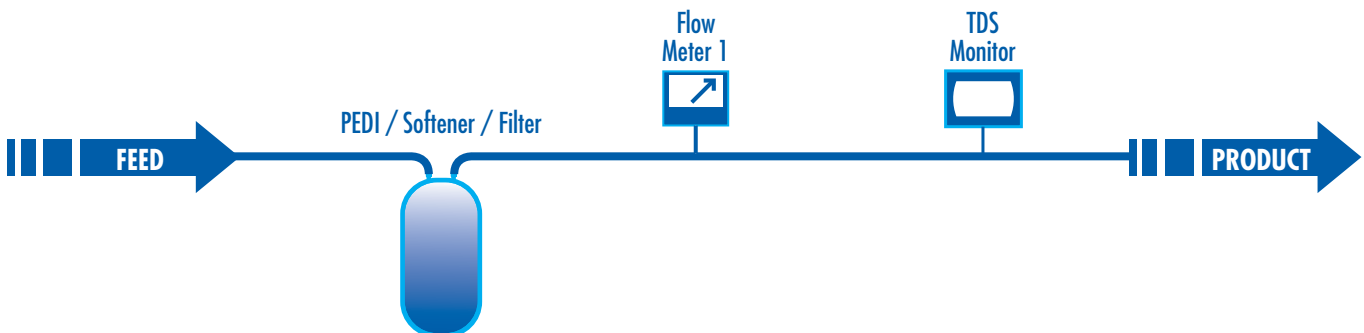 Flow
Meter 1
TDS
Monitor
PEDI / Softener / Filter
FEED
PRODUCT